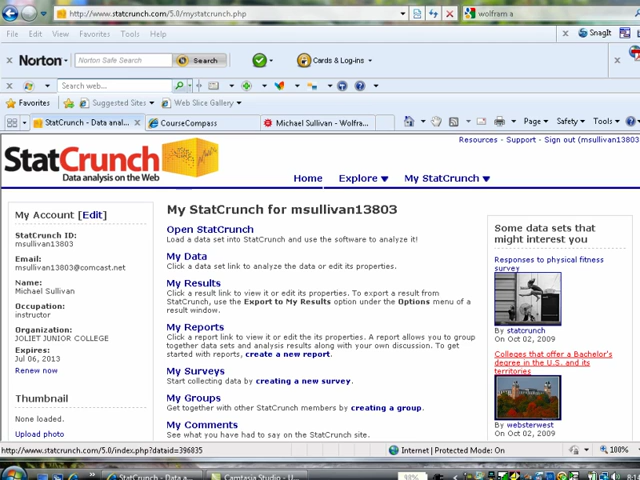 http://www.statcrunch.com/5.0/mystatcrunch.php
wolfram a
File Edit View Favorites Tools Help
SnagIt
Norton Norton Safe Search Search Cards & Log-ins
Search web...
Favorites Suggested Sites Web Slice Gallery
StatCrunch - Data anal... CourseCompass Michael Sullivan - Wolfra... Page Safety Tools
Resources - Support - Sign out (msullivan13803
StatCrunch
Data analysis on the Web
Home Explore My StatCrunch
My Account [Edit]
StatCrunch ID:
msullivan13803
Email:
msullivan13803@comcast.net
Name:
Michael Sullivan
Occupation:
instructor
Organization:
JOLIET JUNIOR COLLEGE
Expires:
Jul 06, 2013
Renew now
Thumbnail
None loaded.
Upload photo
My StatCrunch for msullivan13803
Open StatCrunch
Load a data set into StatCrunch and use the software to analyze it!
My Data
Click a data set link to analyze the data or edit its properties.
My Results
Click a result link to view it or edit its properties. To export a result from
StatCrunch, use the Export to My Results option under the Options menu of a
result window.
My Reports
Click a report link to view it or edit the its properties. A report allows you to group
together data sets and analysis results along with your own discussion. To get
started with reports, create a new report.
My Surveys
Start collecting data by creating a new survey.
My Groups
Get together with other StatCrunch members by creating a group.
My Comments
See what you have had to say on the StatCrunch site.
Some data sets that
might interest you
Responses to physical fitness
survey
By statcrunch
On Oct 02, 2009
Colleges that offer a Bachelor's
degree in the U.S. and its
territories
By websterwest
On Oct 02, 2009
http://www.statcrunch.com/5.0/index.php?dataid=396835
Internet | Protected Mode: On
100%
StatCrunch - Data a...
Camtasia Studio - U...
98%